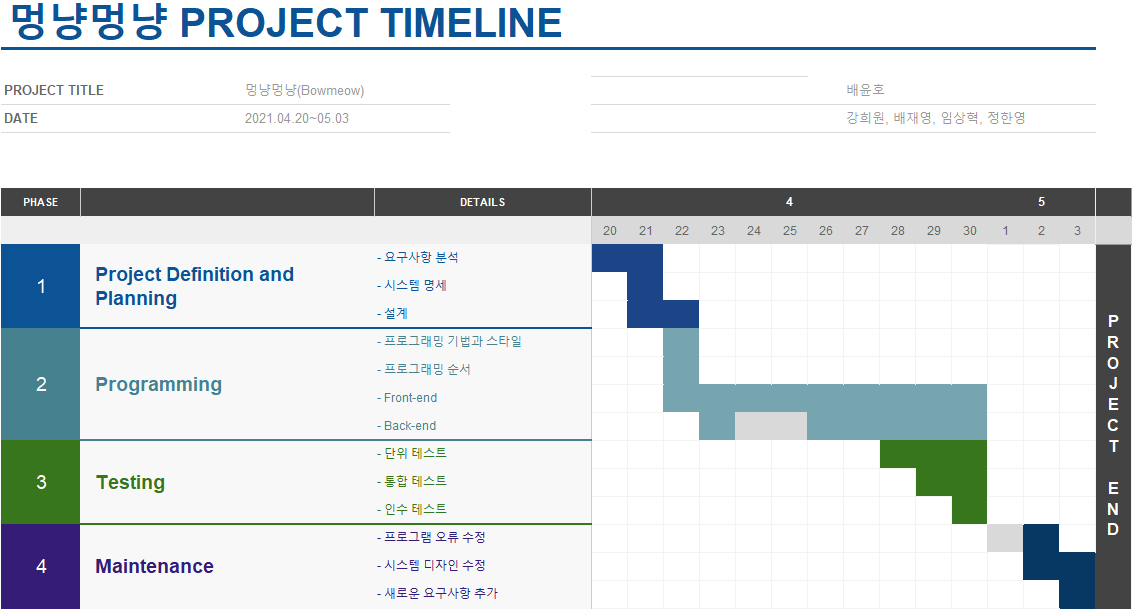 멍냥멍냥 PROJECT TIMELINE
PROJECT TITLE 멍냥멍냥(Bowmeow) 배윤호
DATE 2021.04.20~05.03 강희원, 배재영, 임상혁, 정한영
PHASE DETAILS 4 5
20 21 22 23 24 25 26 27 28 29 30 1 2 3
1
Project Definition and
Planning
- 요구사항 분석
- 시스템 명세
- 설계
2
Programming
- 프로그래밍 기법과 스타일
- 프로그래밍 순서
- Front-end
- Back-end
3
Testing
- 단위 테스트
- 통합 테스트
- 인수 테스트
4
Maintenance
- 프로그램 오류 수정
- 시스템 디자인 수정
- 새로운 요구사항 추가
PROJECT END